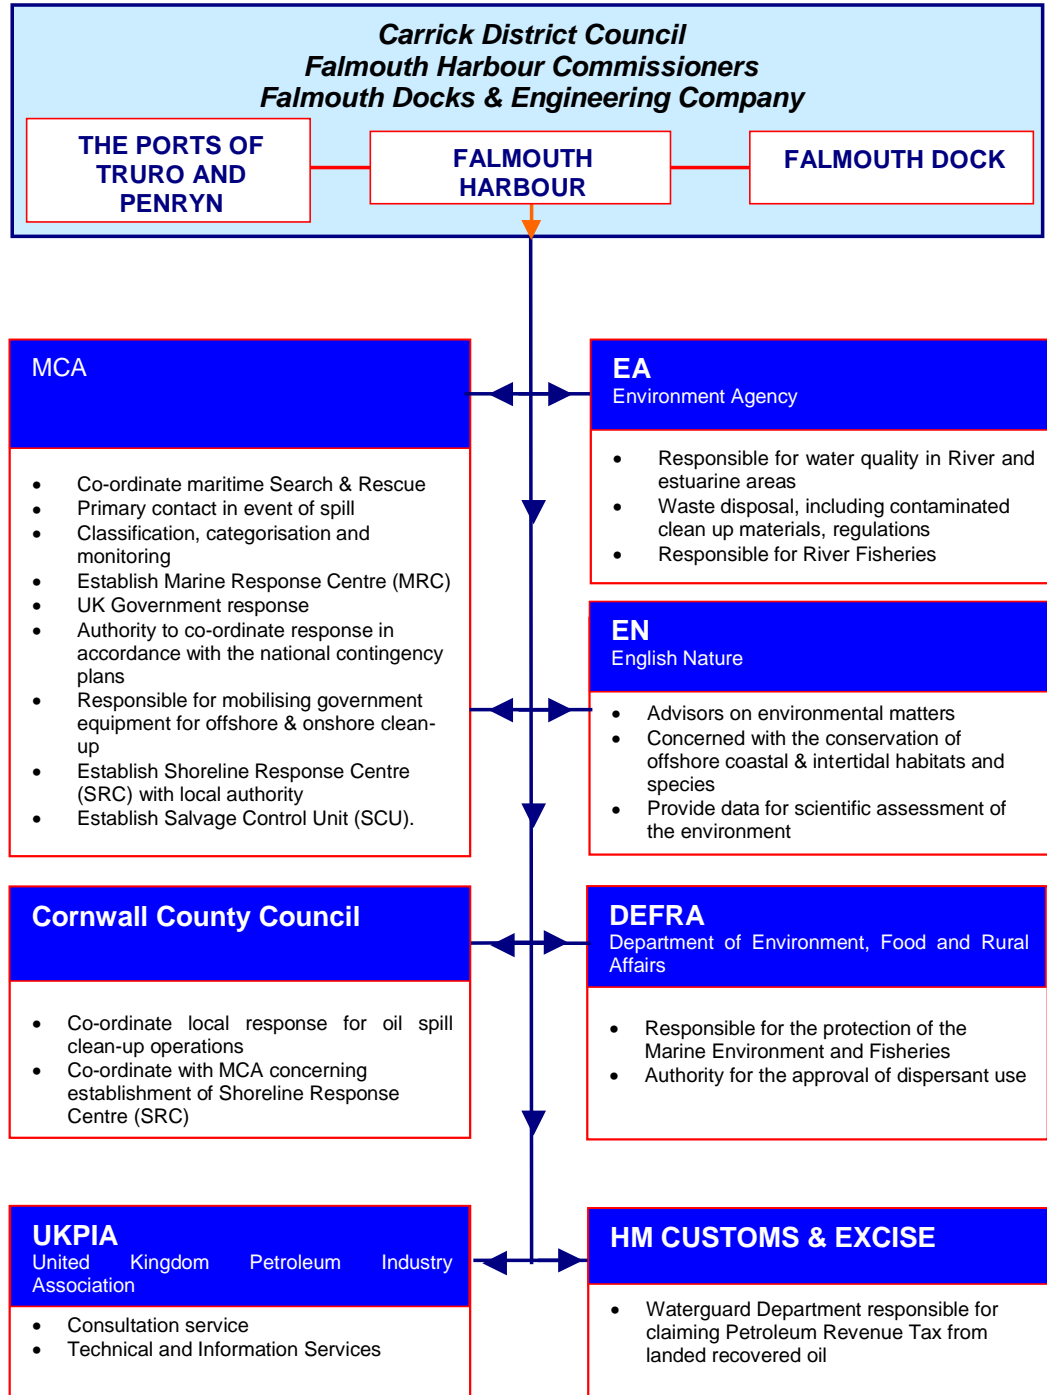 Carrick District Council
Falmouth Harbour Commissioners
Falmouth Docks & Engineering Company
THE PORTS OF
TRURO AND
PENRYN
FALMOUTH
HARBOUR
FALMOUTH DOCK
MCA
• Co-ordinate maritime Search & Rescue
• Primary contact in event of spill
• Classification, categorisation and
monitoring
• Establish Marine Response Centre (MRC)
• UK Government response
• Authority to co-ordinate response in
accordance with the national contingency
plans
• Responsible for mobilising government
equipment for offshore & onshore clean-
up
• Establish Shoreline Response Centre
(SRC) with local authority
• Establish Salvage Control Unit (SCU).
EA
Environment Agency
• Responsible for water quality in River and
estuarine areas
• Waste disposal, including contaminated
clean up materials, regulations
• Responsible for River Fisheries
EN
English Nature
• Advisors on environmental matters
• Concerned with the conservation of
offshore coastal & intertidal habitats and
species
• Provide data for scientific assessment of
the environment
Cornwall County Council
• Co-ordinate local response for oil spill
clean-up operations
• Co-ordinate with MCA concerning
establishment of Shoreline Response
Centre (SRC)
DEFRA
Department of Environment, Food and Rural
Affairs
• Responsible for the protection of the
Marine Environment and Fisheries
• Authority for the approval of dispersant use
UKPIA
United Kingdom Petroleum Industry
Association
• Consultation service
• Technical and Information Services
HM CUSTOMS & EXCISE
• Waterguard Department responsible for
claiming Petroleum Revenue Tax from
landed recovered oil